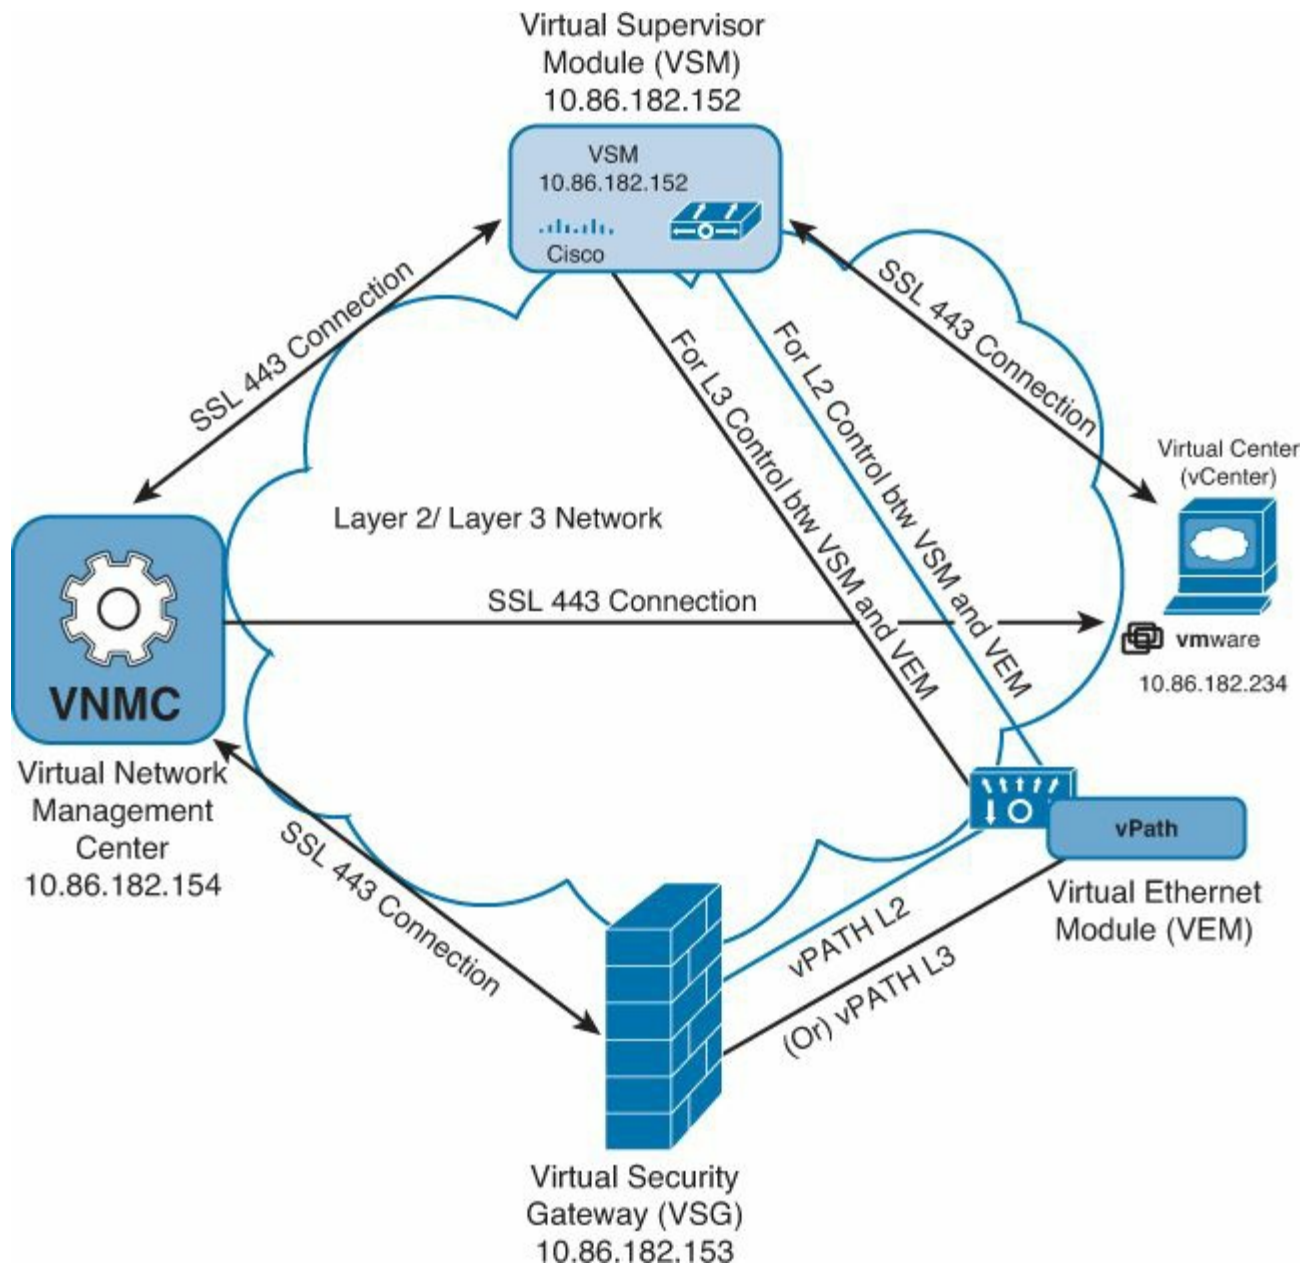 Virtual Supervisor
Module (VSM)
10.86.182.152
VSM
10.86.182.152
Cisco
SSL 443 Connection
SSL 443 Connection
For L3 Control btw VSM and VEM
For L2 Control btw VSM and VEM
Virtual Center
(vCenter)
Layer 2/ Layer 3 Network
SSL 443 Connection
vmware
10.86.182.234
VNMC
Virtual Network
Management
Center
10.86.182.154
SSL 443 Connection
vPath
Virtual Ethernet
Module (VEM)
vPATH L2
(Or) vPATH L3
Virtual Security
Gateway (VSG)
10.86.182.153